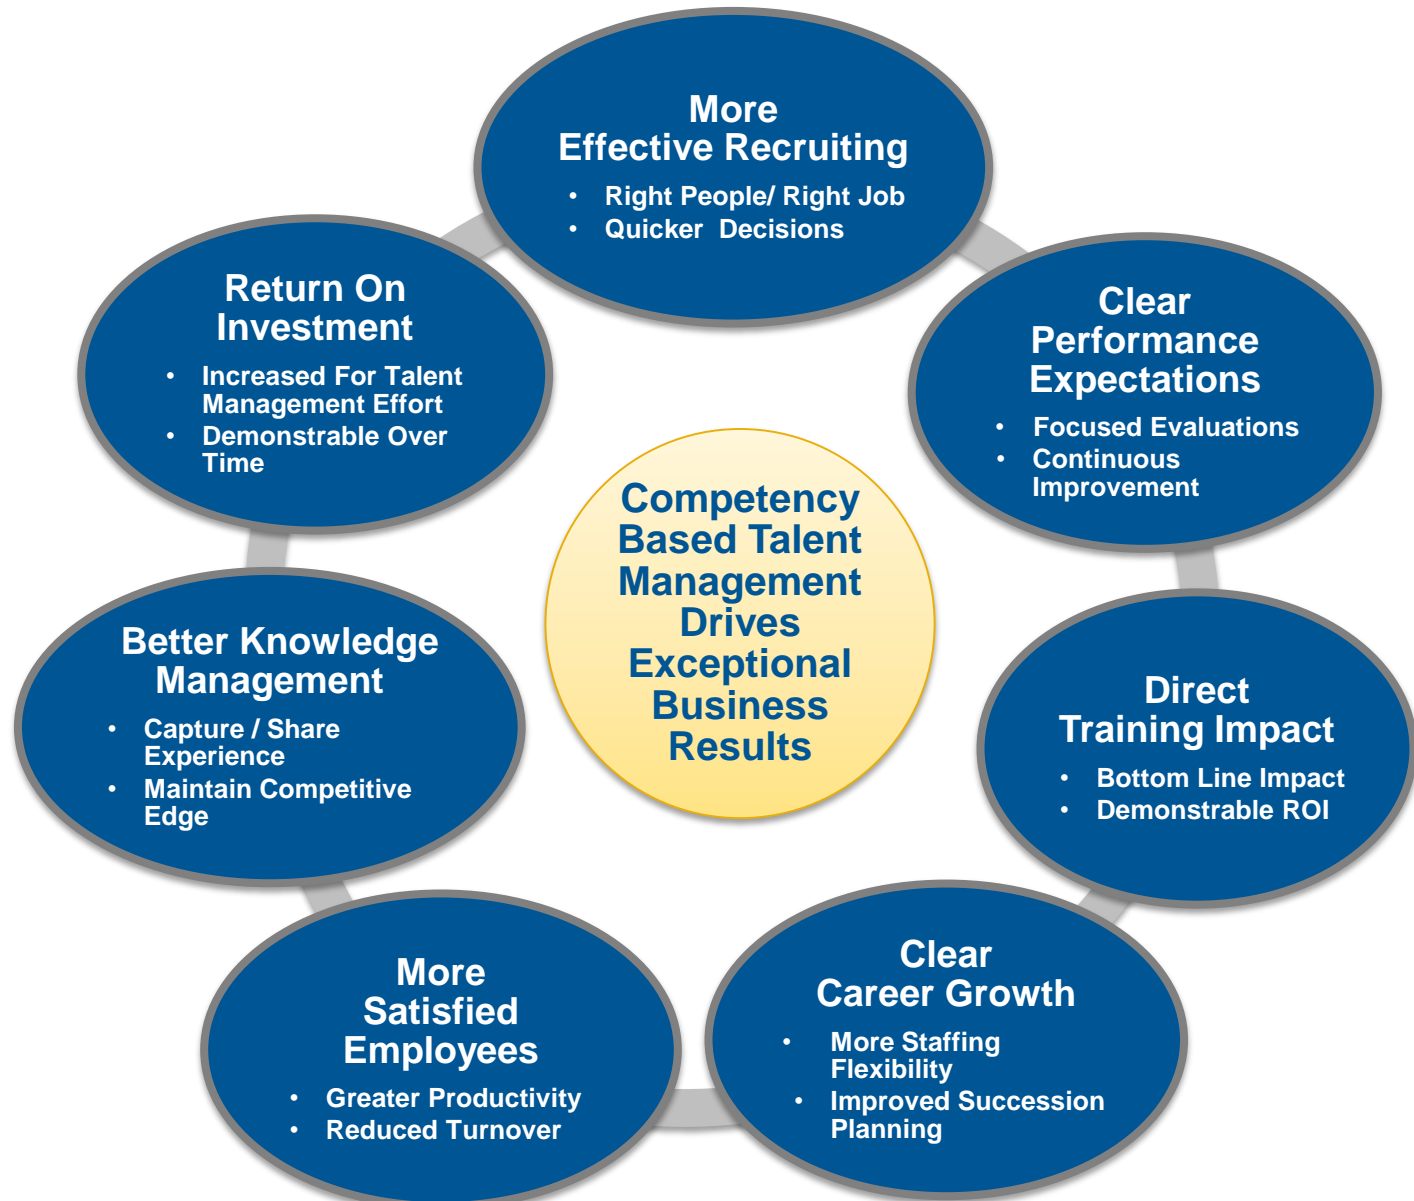 More
Effective Recruiting
• Right People/ Right Job
• Quicker Decisions
Clear
Performance
Expectations
• Focused Evaluations
• Continuous
Improvement
Direct
Training Impact
• Bottom Line Impact
• Demonstrable ROI
Clear
Career Growth
• More Staffing
Flexibility
• Improved Succession
Planning
More
Satisfied
Employees
• Greater Productivity
• Reduced Turnover
Better Knowledge
Management
• Capture / Share
Experience
• Maintain Competitive
Edge
Return On
Investment
• Increased For Talent
Management Effort
• Demonstrable Over
Time
Competency
Based Talent
Management
Drives
Exceptional
Business
Results